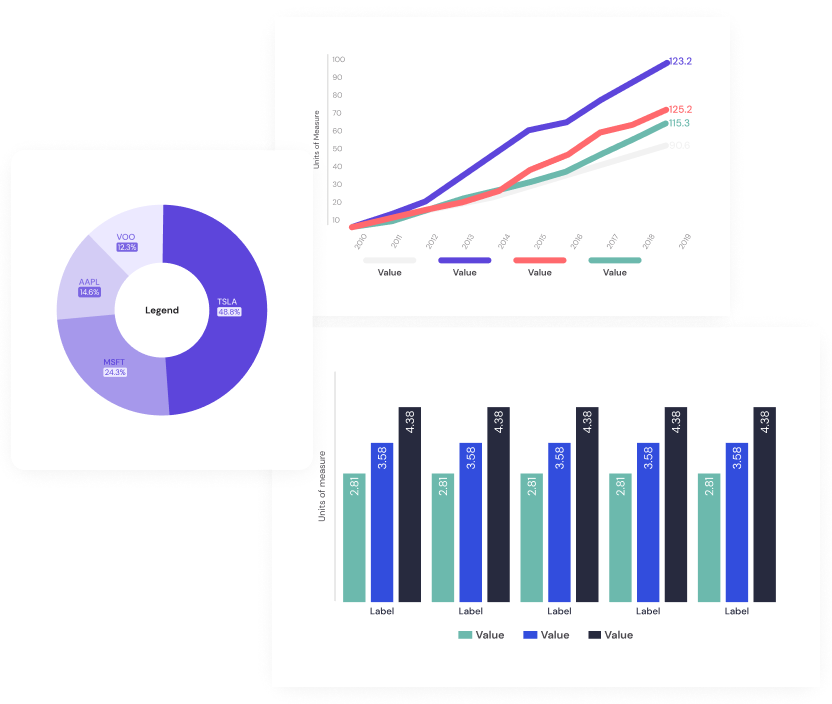 100
90
80
70
60
50
40
30
20
10
Units of Measure
123.2
125.2
115.3
2010
2011
2012
2013
2014
2015
2016
2017
2018
2019
Value
Value
Value
Value
VOO
12.3%
AAPL
14.6%
Legend
TSLA
48.8%
MSFT
24.3%
Units of measure
2.81
3.58
4.38
2.81
3.58
4.38
2.81
3.58
4.38
2.81
3.58
4.38
2.81
3.58
4.38
Label
Label
Label
Label
Label
Value
Value
Value